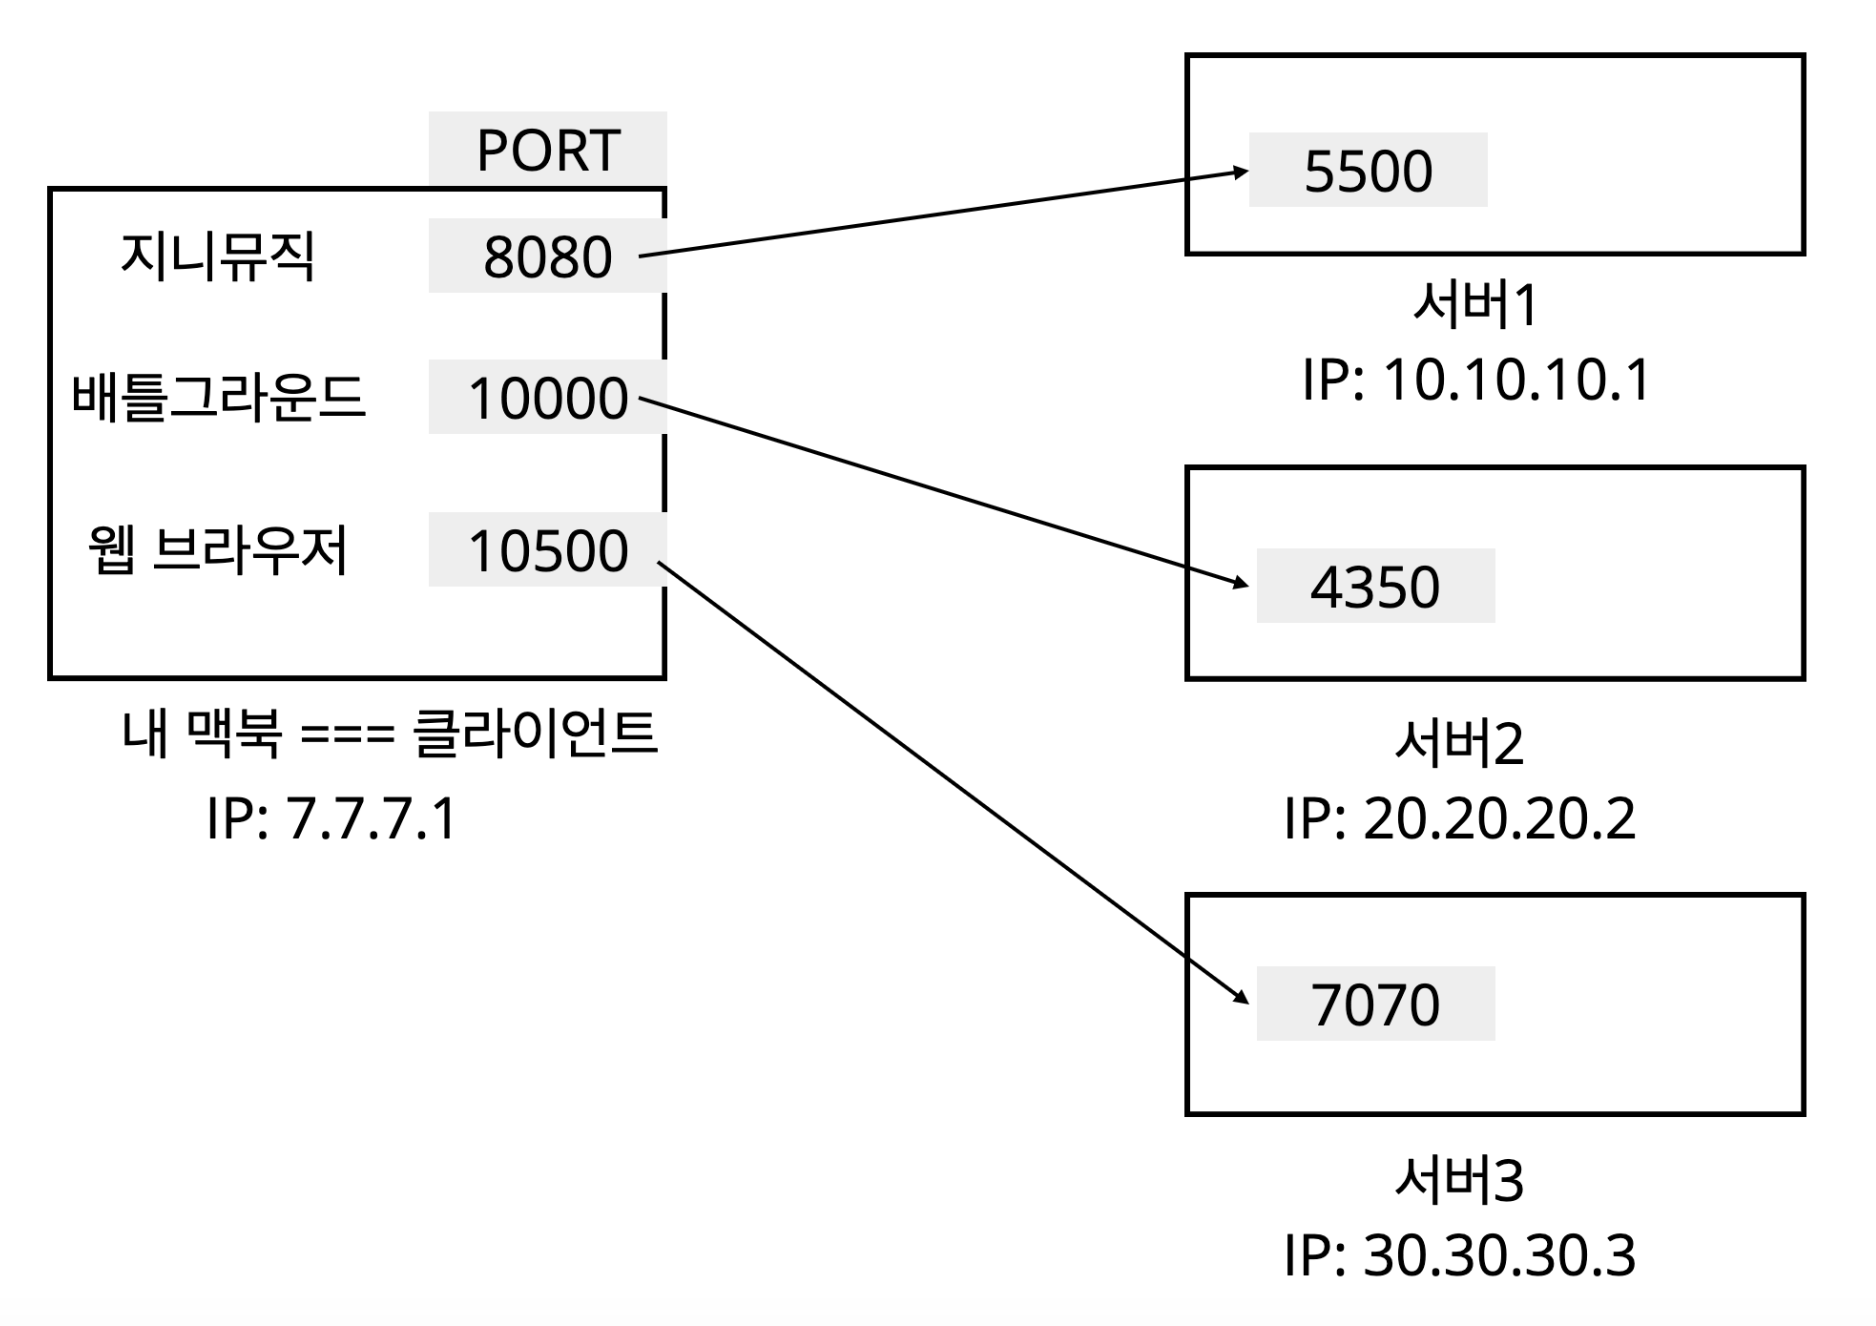 PORT
지니뮤직 8080
배틀그라운드 10000
웹 브라우저 10500
내 맥북 === 클라이언트
IP: 7.7.7.1
5500
서버1
IP: 10.10.10.1
4350
서버2
IP: 20.20.20.2
7070
서버3
IP: 30.30.30.3